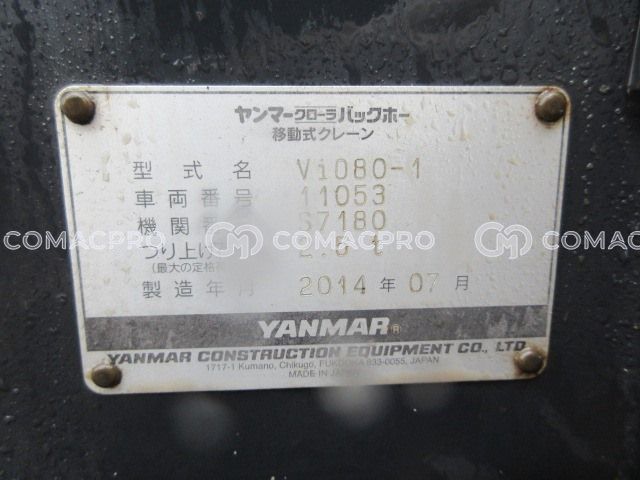 ヤンマークローラバックホー
移動式クレーン
型式名 ViO80-1
車両番号 11053
機関番 S7180
つり上げ t
(最大の定格
製造年月 2014年07月
COMACPRO COMACPRO COMACPRO
YANMAR®
YANMAR CONSTRUCTION EQUIPMENT CO., LTD.
1717-1 Kumano, Chikugo, FUKUOKA 833-0055, JAPAN
MADE IN JAPAN